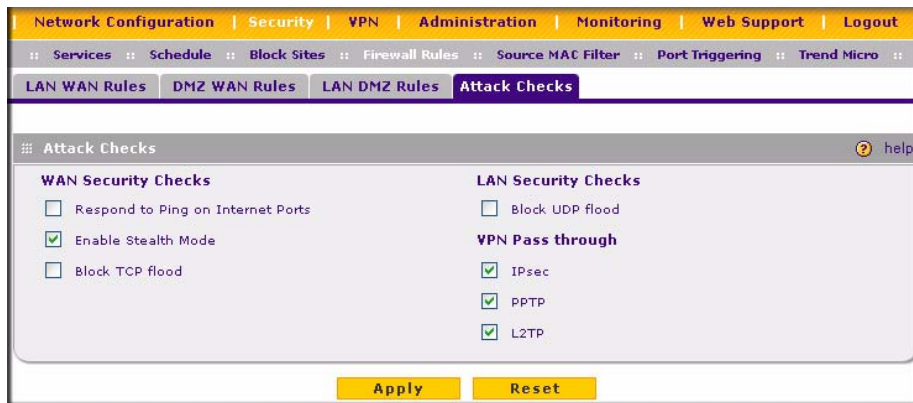 Network Configuration | Security | VPN | Administration | Monitoring | Web Support | Logout
:: Services :: Schedule :: Block Sites :: Firewall Rules :: Source MAC Filter :: Port Triggering :: Trend Micro ::
LAN WAN Rules DMZ WAN Rules LAN DMZ Rules Attack Checks
Attack Checks
? help
WAN Security Checks
Respond to Ping on Internet Ports
Enable Stealth Mode
Block TCP flood
LAN Security Checks
Block UDP flood
VPN Pass through
IPsec
PPTP
L2TP
Apply Reset